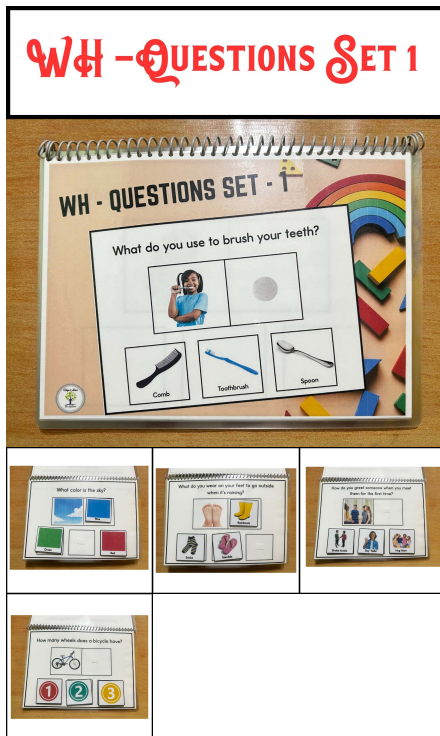 WH - QUESTIONS SET 1
WH - QUESTIONS SET - 1
What do you use to brush your teeth?
Comb
Toothbrush
Spoon
What color is the sky?
Blue
Green
Red
What do you wear on your feet to go outside
when it's raining?
Rainboots
Socks
Sandals
How do you greet someone when you meet
them for the first time?
Shake hands
Say "hello"
Hug them
How many wheels does a bicycle have?
1
2
3